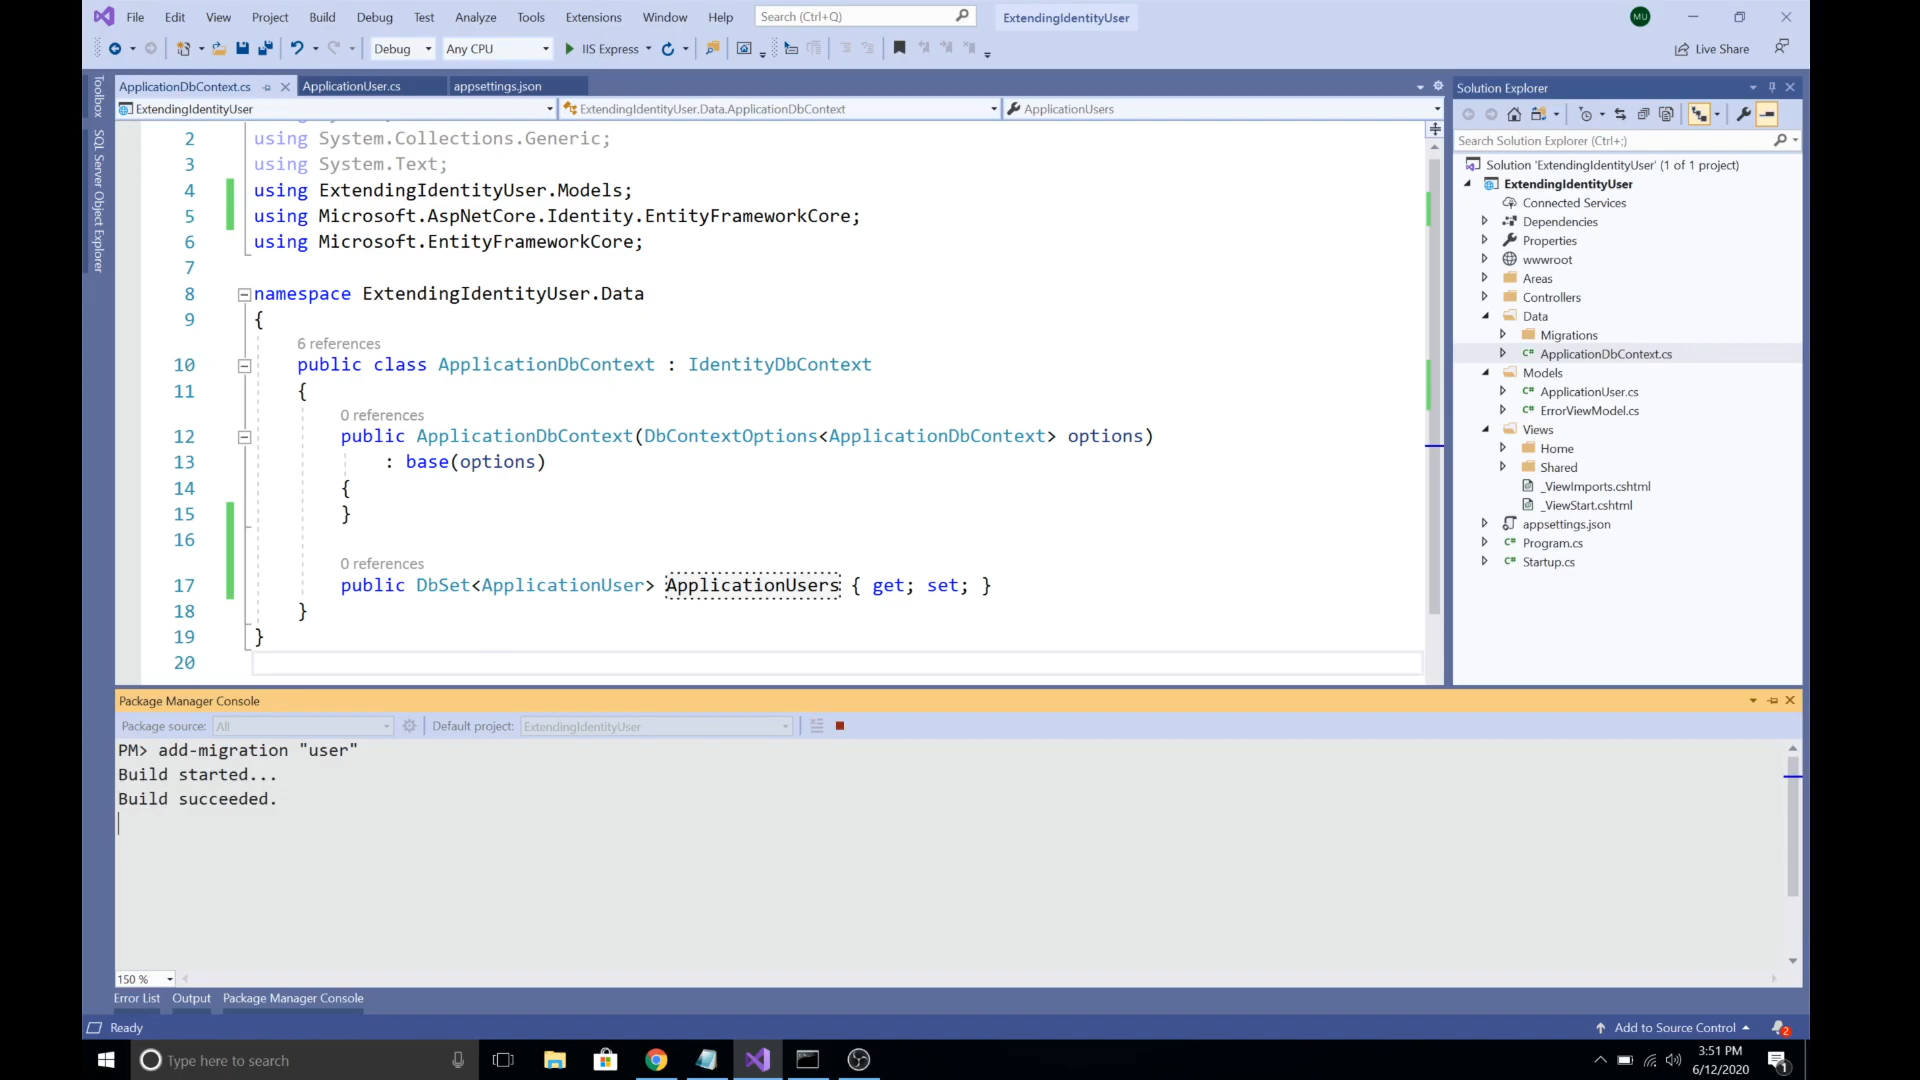 File Edit View Project Build Debug Test Analyze Tools Extensions Window Help Search (Ctrl+Q) ExtendingIdentityUser MU
Debug Any CPU IIS Express Live Share
ApplicationDbContext.cs ApplicationUser.cs appsettings.json
ExtendingIdentityUser ExtendingIdentityUser.Data.ApplicationDbContext ApplicationUsers
Toolbox
SQL Server Object Explorer
2 using System.Collections.Generic;
3 using System.Text;
4 using ExtendingIdentityUser.Models;
5 using Microsoft.AspNetCore.Identity.EntityFrameworkCore;
6 using Microsoft.EntityFrameworkCore;
7
8 namespace ExtendingIdentityUser.Data
9 {
6 references
10 public class ApplicationDbContext : IdentityDbContext
11 {
0 references
12 public ApplicationDbContext(DbContextOptions<ApplicationDbContext> options)
13 : base(options)
14 {
15 }
16
0 references
17 public DbSet<ApplicationUser> ApplicationUsers { get; set; }
18 }
19 }
20
Solution Explorer
Search Solution Explorer (Ctrl+;)
Solution 'ExtendingIdentityUser' (1 of 1 project)
ExtendingIdentityUser
Connected Services
Dependencies
Properties
wwwroot
Areas
Controllers
Data
Migrations
C# ApplicationDbContext.cs
Models
C# ApplicationUser.cs
C# ErrorViewModel.cs
Views
Home
Shared
_ViewImports.cshtml
_ViewStart.cshtml
appsettings.json
C# Program.cs
C# Startup.cs
Package Manager Console
Package source: All Default project: ExtendingIdentityUser
PM> add-migration "user"
Build started...
Build succeeded.
150 %
Error List Output Package Manager Console
Ready Add to Source Control 2
Type here to search 3:51 PM
6/12/2020 1